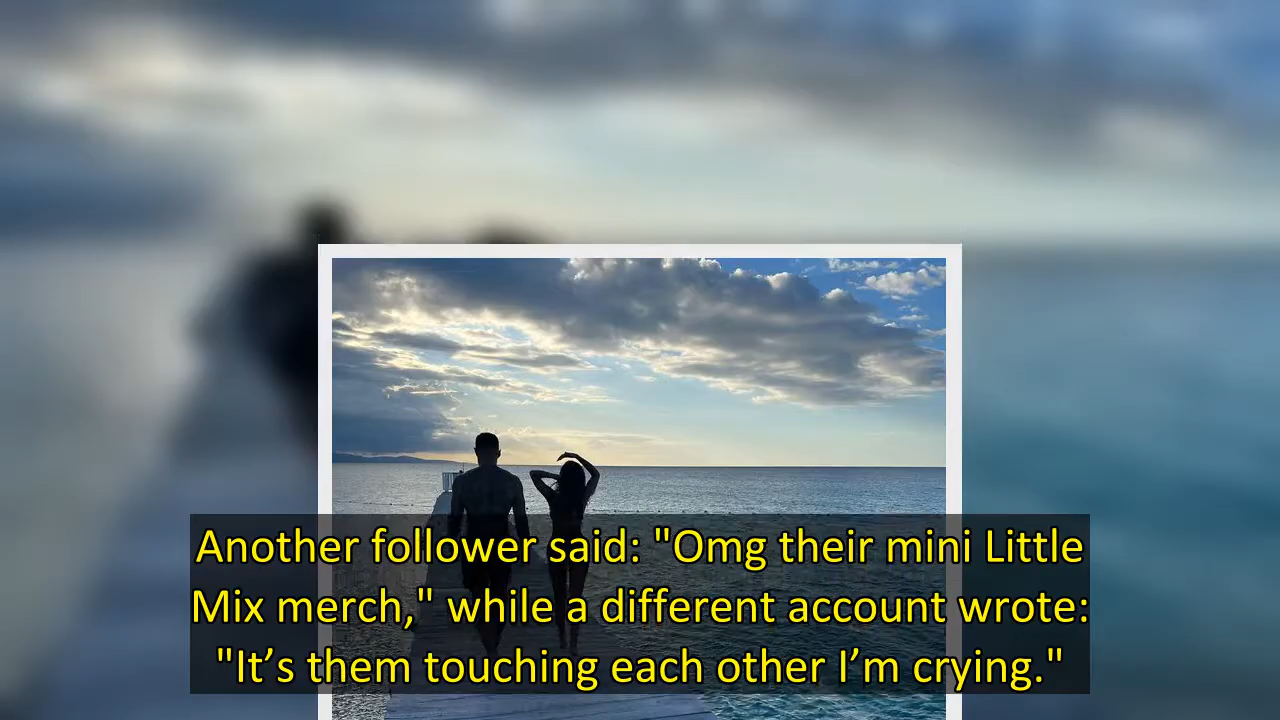 Another follower said: "Omg their mini Little
Mix merch," while a different account wrote:
"It’s them touching each other I’m crying."